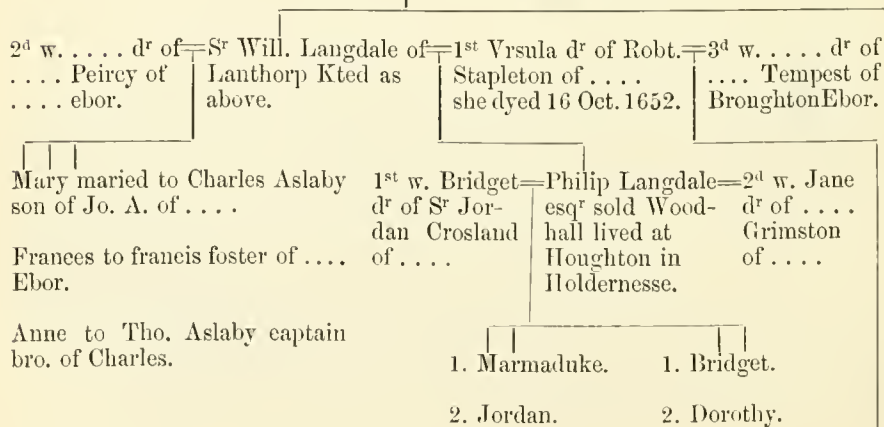 2ᵈ w. . . . . dʳ of
. . . . Peircy of
. . . . ebor.
Sʳ Will. Langdale of
Lanthorp Kted as
above.
1ˢᵗ Vrsula dʳ of Robt.
Stapleton of . . . .
she dyed 16 Oct. 1652.
3ᵈ w. . . . . dʳ of
. . . . Tempest of
BroughtonEbor.
Mary maried to Charles Aslaby
son of Jo. A. of . . . .
Frances to francis foster of . . . .
Ebor.
Anne to Tho. Aslaby captain
bro. of Charles.
1ˢᵗ w. Bridget
dʳ of Sʳ Jor-
dan Crosland
of . . . .
Philip Langdale
esqʳ sold Wood-
hall lived at
Houghton in
Holdernesse.
2ᵈ w. Jane
dʳ of . . . .
Grimston
of . . . .
1. Marmaduke.
2. Jordan.
1. Bridget.
2. Dorothy.